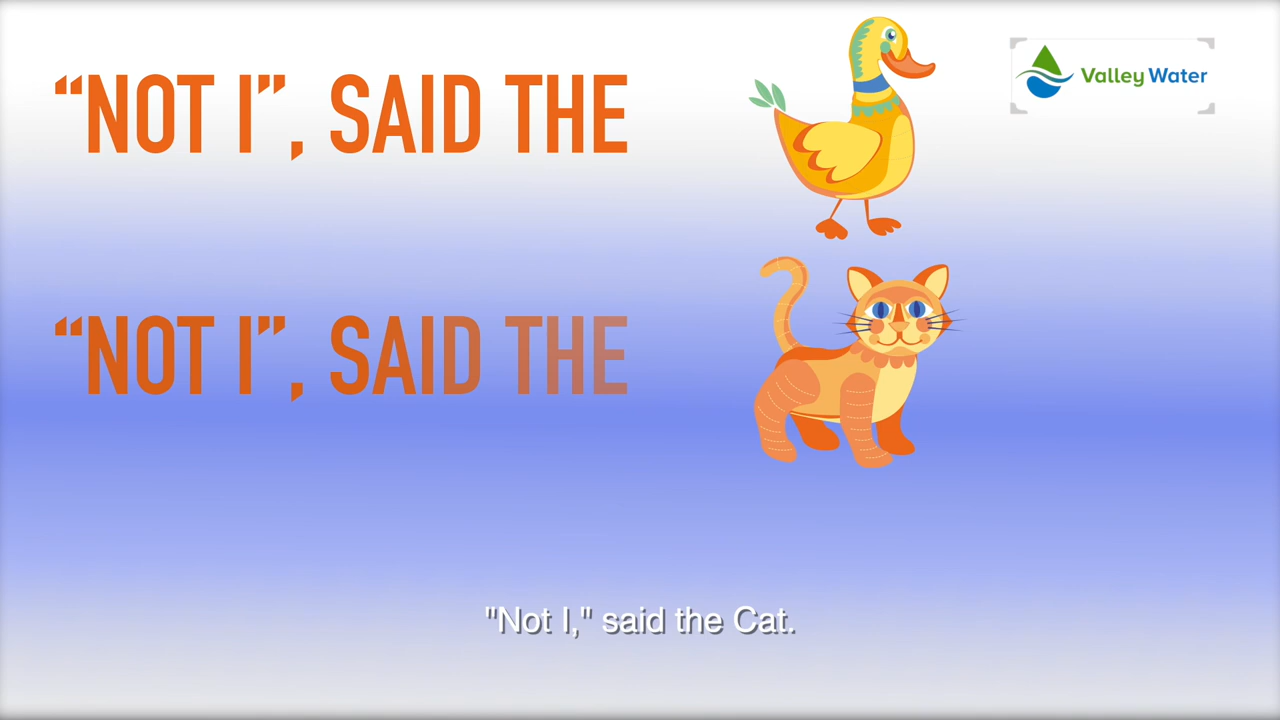 “NOT I”, SAID THE
Valley Water
“NOT I”, SAID THE
"Not I," said the Cat.